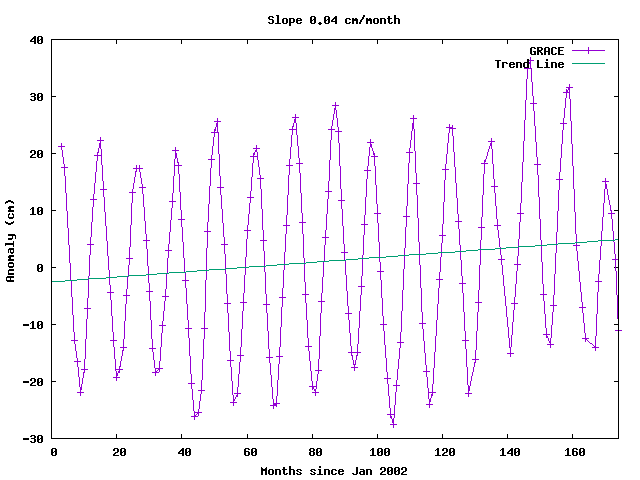 Slope 0.04 cm/month
40
30
20
10
0
-10
-20
-30
Anomaly (cm)
GRACE
Trend Line
0 20 40 60 80 100 120 140 160
Months since Jan 2002